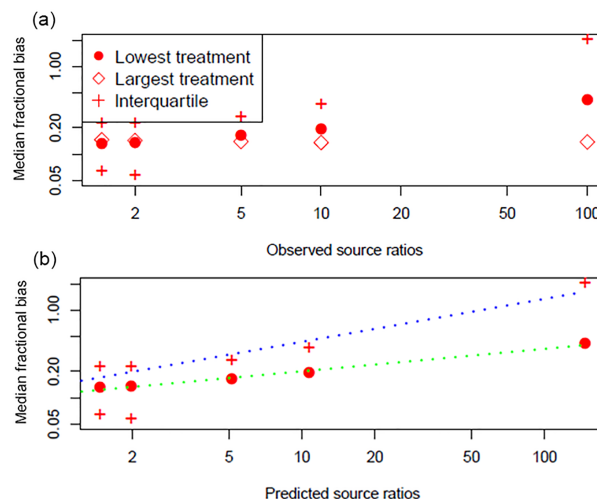 (a)
Median fractional bias
1.00
0.20
0.05
Lowest treatment
Largest treatment
Interquartile
2 5 10 20 50 100
Observed source ratios
(b)
Median fractional bias
1.00
0.20
0.05
2 5 10 20 50 100
Predicted source ratios